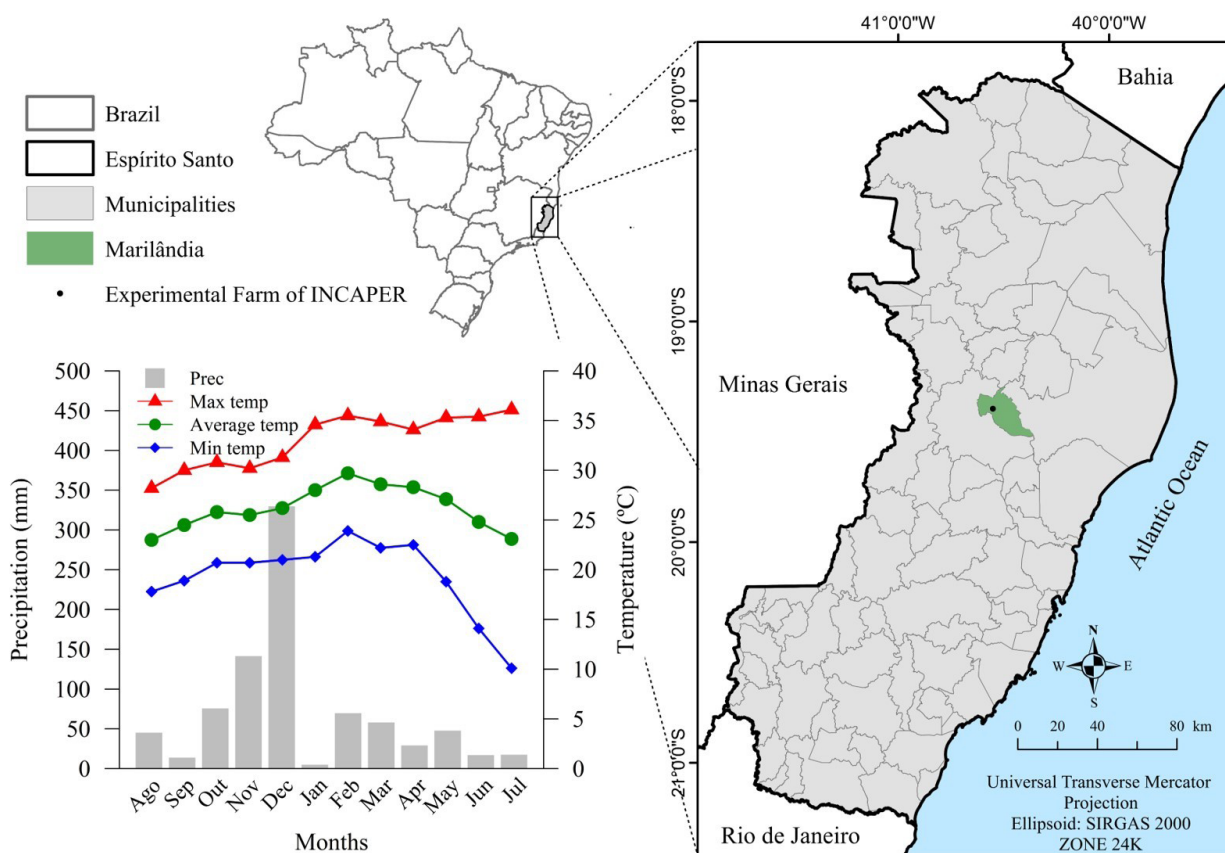 Brazil
Espírito Santo
Municipalities
Marilândia
Experimental Farm of INCAPER
500
450
400
350
300
250
200
150
100
50
0
Precipitation (mm)
Prec
Max temp
Average temp
Min temp
40
35
30
25
20
15
10
5
0
Temperature (ºC)
Ago
Sep
Out
Nov
Dec
Jan
Feb
Mar
Apr
May
Jun
Jul
Months
41°0'0"W
40°0'0"W
18°0'0"S
19°0'0"S
20°0'0"S
21°0'0"S
Bahia
Minas Gerais
Atlantic Ocean
Rio de Janeiro
N
W
E
S
0 20 40 80 km
Universal Transverse Mercator
Projection
Ellipsoid: SIRGAS 2000
ZONE 24K